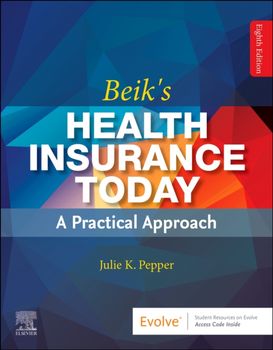 Eighth Edition
Beik's
HEALTH
INSURANCE
TODAY
A Practical Approach
Julie K. Pepper
ELSEVIER
Evolve
Student Resources on Evolve
Access Code Inside